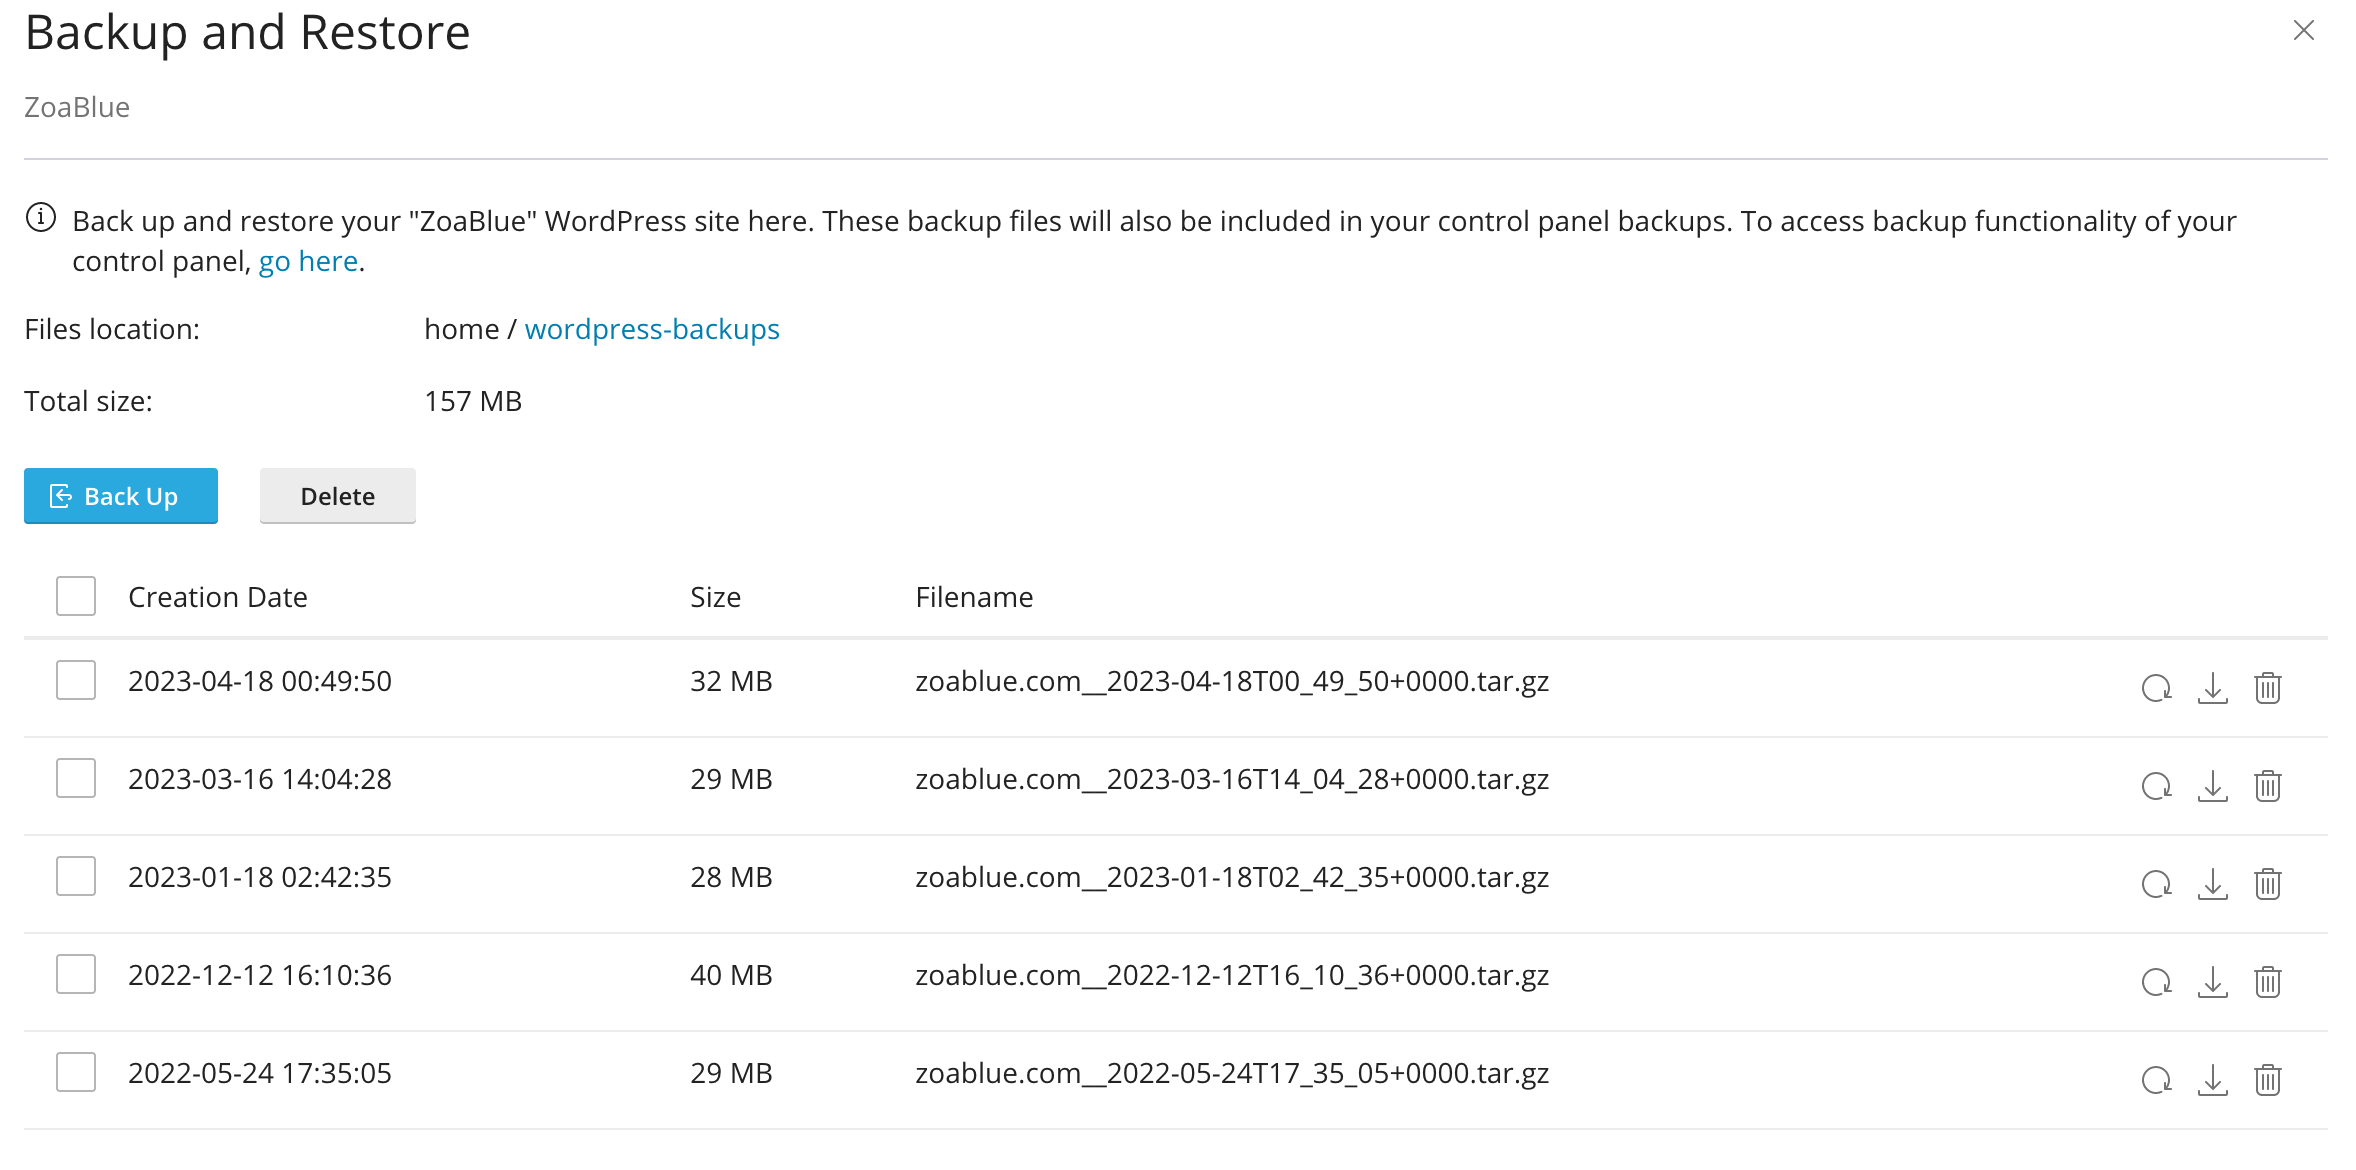 Backup and Restore
ZoaBlue
Back up and restore your "ZoaBlue" WordPress site here. These backup files will also be included in your control panel backups. To access backup functionality of your
control panel, go here.
Files location: home / wordpress-backups
Total size: 157 MB
Back Up Delete
Creation Date Size Filename
2023-04-18 00:49:50 32 MB zoablue.com__2023-04-18T00_49_50+0000.tar.gz
2023-03-16 14:04:28 29 MB zoablue.com__2023-03-16T14_04_28+0000.tar.gz
2023-01-18 02:42:35 28 MB zoablue.com__2023-01-18T02_42_35+0000.tar.gz
2022-12-12 16:10:36 40 MB zoablue.com__2022-12-12T16_10_36+0000.tar.gz
2022-05-24 17:35:05 29 MB zoablue.com__2022-05-24T17_35_05+0000.tar.gz